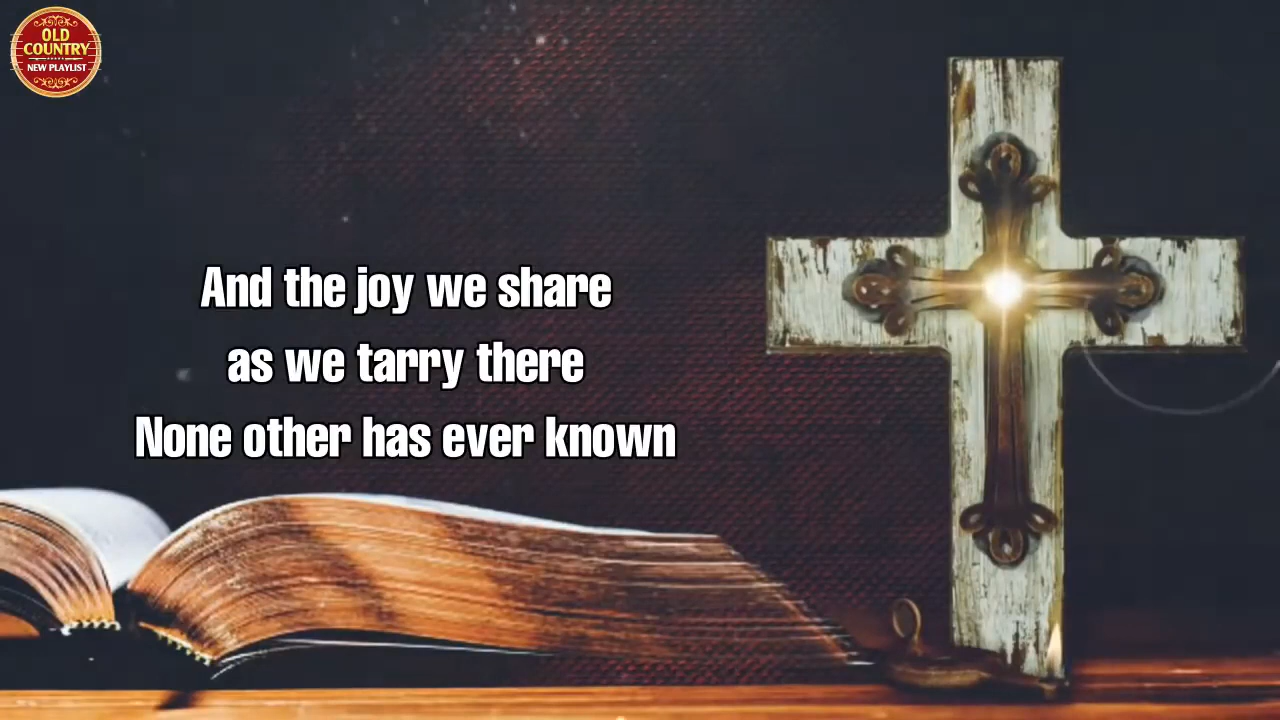 OLD
COUNTRY
NEW PLAYLIST
And the joy we share
as we tarry there
None other has ever known